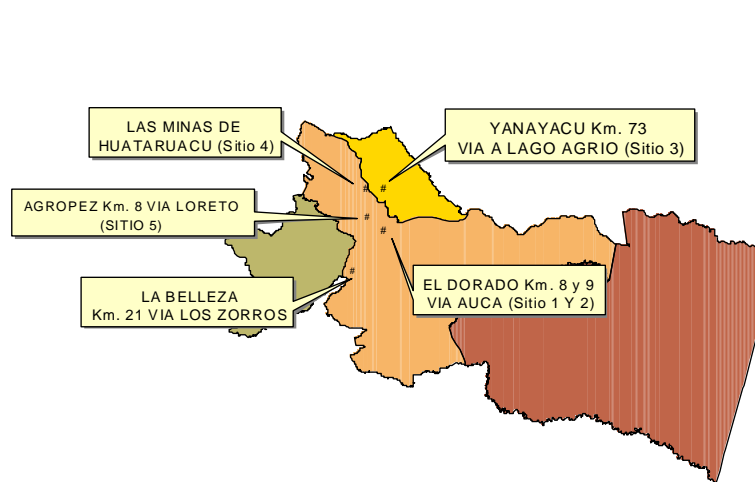 LAS MINAS DE
HUATARUACU (Sitio 4)
YANAYACU Km. 73
VIA A LAGO AGRIO (Sitio 3)
AGROPEZ Km. 8 VIA LORETO
(SITIO 5)
LA BELLEZA
Km. 21 VIA LOS ZORROS
EL DORADO Km. 8 y 9
VIA AUCA (Sitio 1 Y 2)
# #
#
#
#